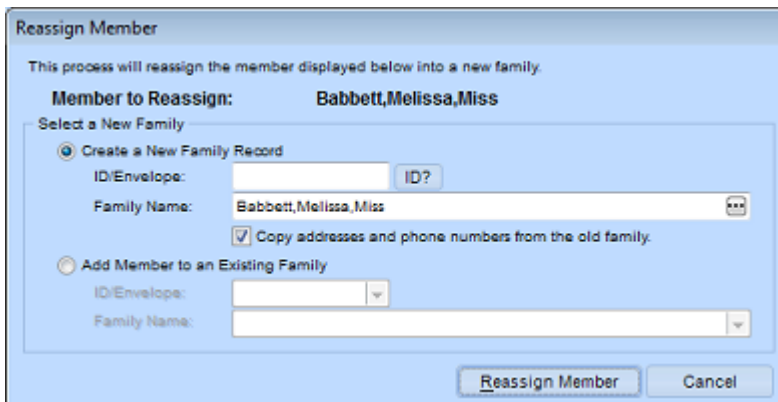 Reassign Member
This process will reassign the member displayed below into a new family.
Member to Reassign: Babbett,Melissa,Miss
Select a New Family
Create a New Family Record
ID/Envelope: ID?
Family Name: Babbett,Melissa,Miss
Copy addresses and phone numbers from the old family.
Add Member to an Existing Family
ID/Envelope:
Family Name:
Reassign Member Cancel